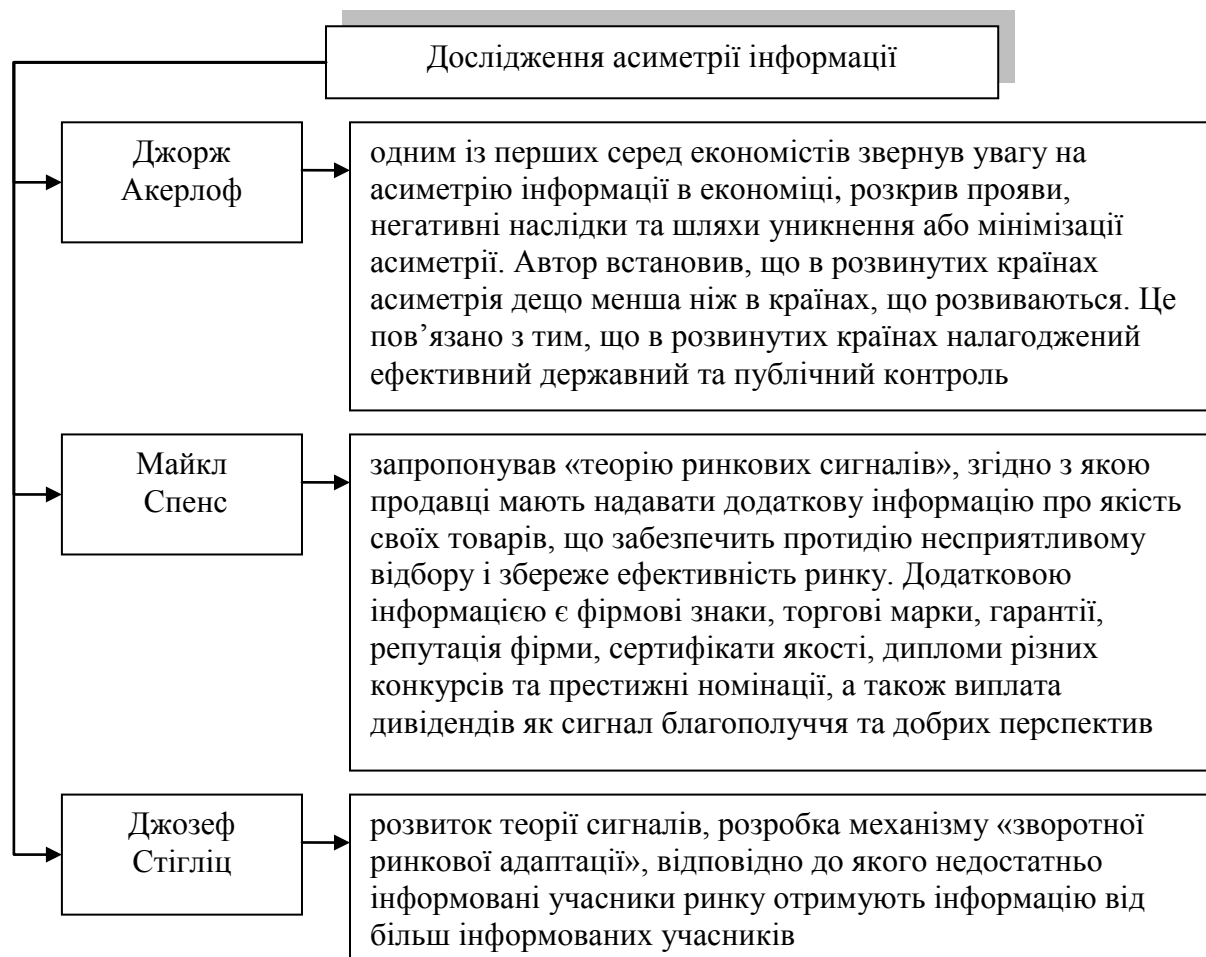 Дослідження асиметрії інформації
Джорж
Акерлоф
одним із перших серед економістів звернув увагу на
асиметрію інформації в економіці, розкрив прояви,
негативні наслідки та шляхи уникнення або мінімізації
асиметрії. Автор встановив, що в розвинутих країнах
асиметрія дещо менша ніж в країнах, що розвиваються. Це
пов’язано з тим, що в розвинутих країнах налагоджений
ефективний державний та публічний контроль
Майкл
Спенс
запропонував «теорію ринкових сигналів», згідно з якою
продавці мають надавати додаткову інформацію про якість
своїх товарів, що забезпечить протидію несприятливому
відбору і збереже ефективність ринку. Додатковою
інформацією є фірмові знаки, торгові марки, гарантії,
репутація фірми, сертифікати якості, дипломи різних
конкурсів та престижні номінації, а також виплата
дивідендів як сигнал благополуччя та добрих перспектив
Джозеф
Стігліц
розвиток теорії сигналів, розробка механізму «зворотної
ринкової адаптації», відповідно до якого недостатньо
інформовані учасники ринку отримують інформацію від
більш інформованих учасників